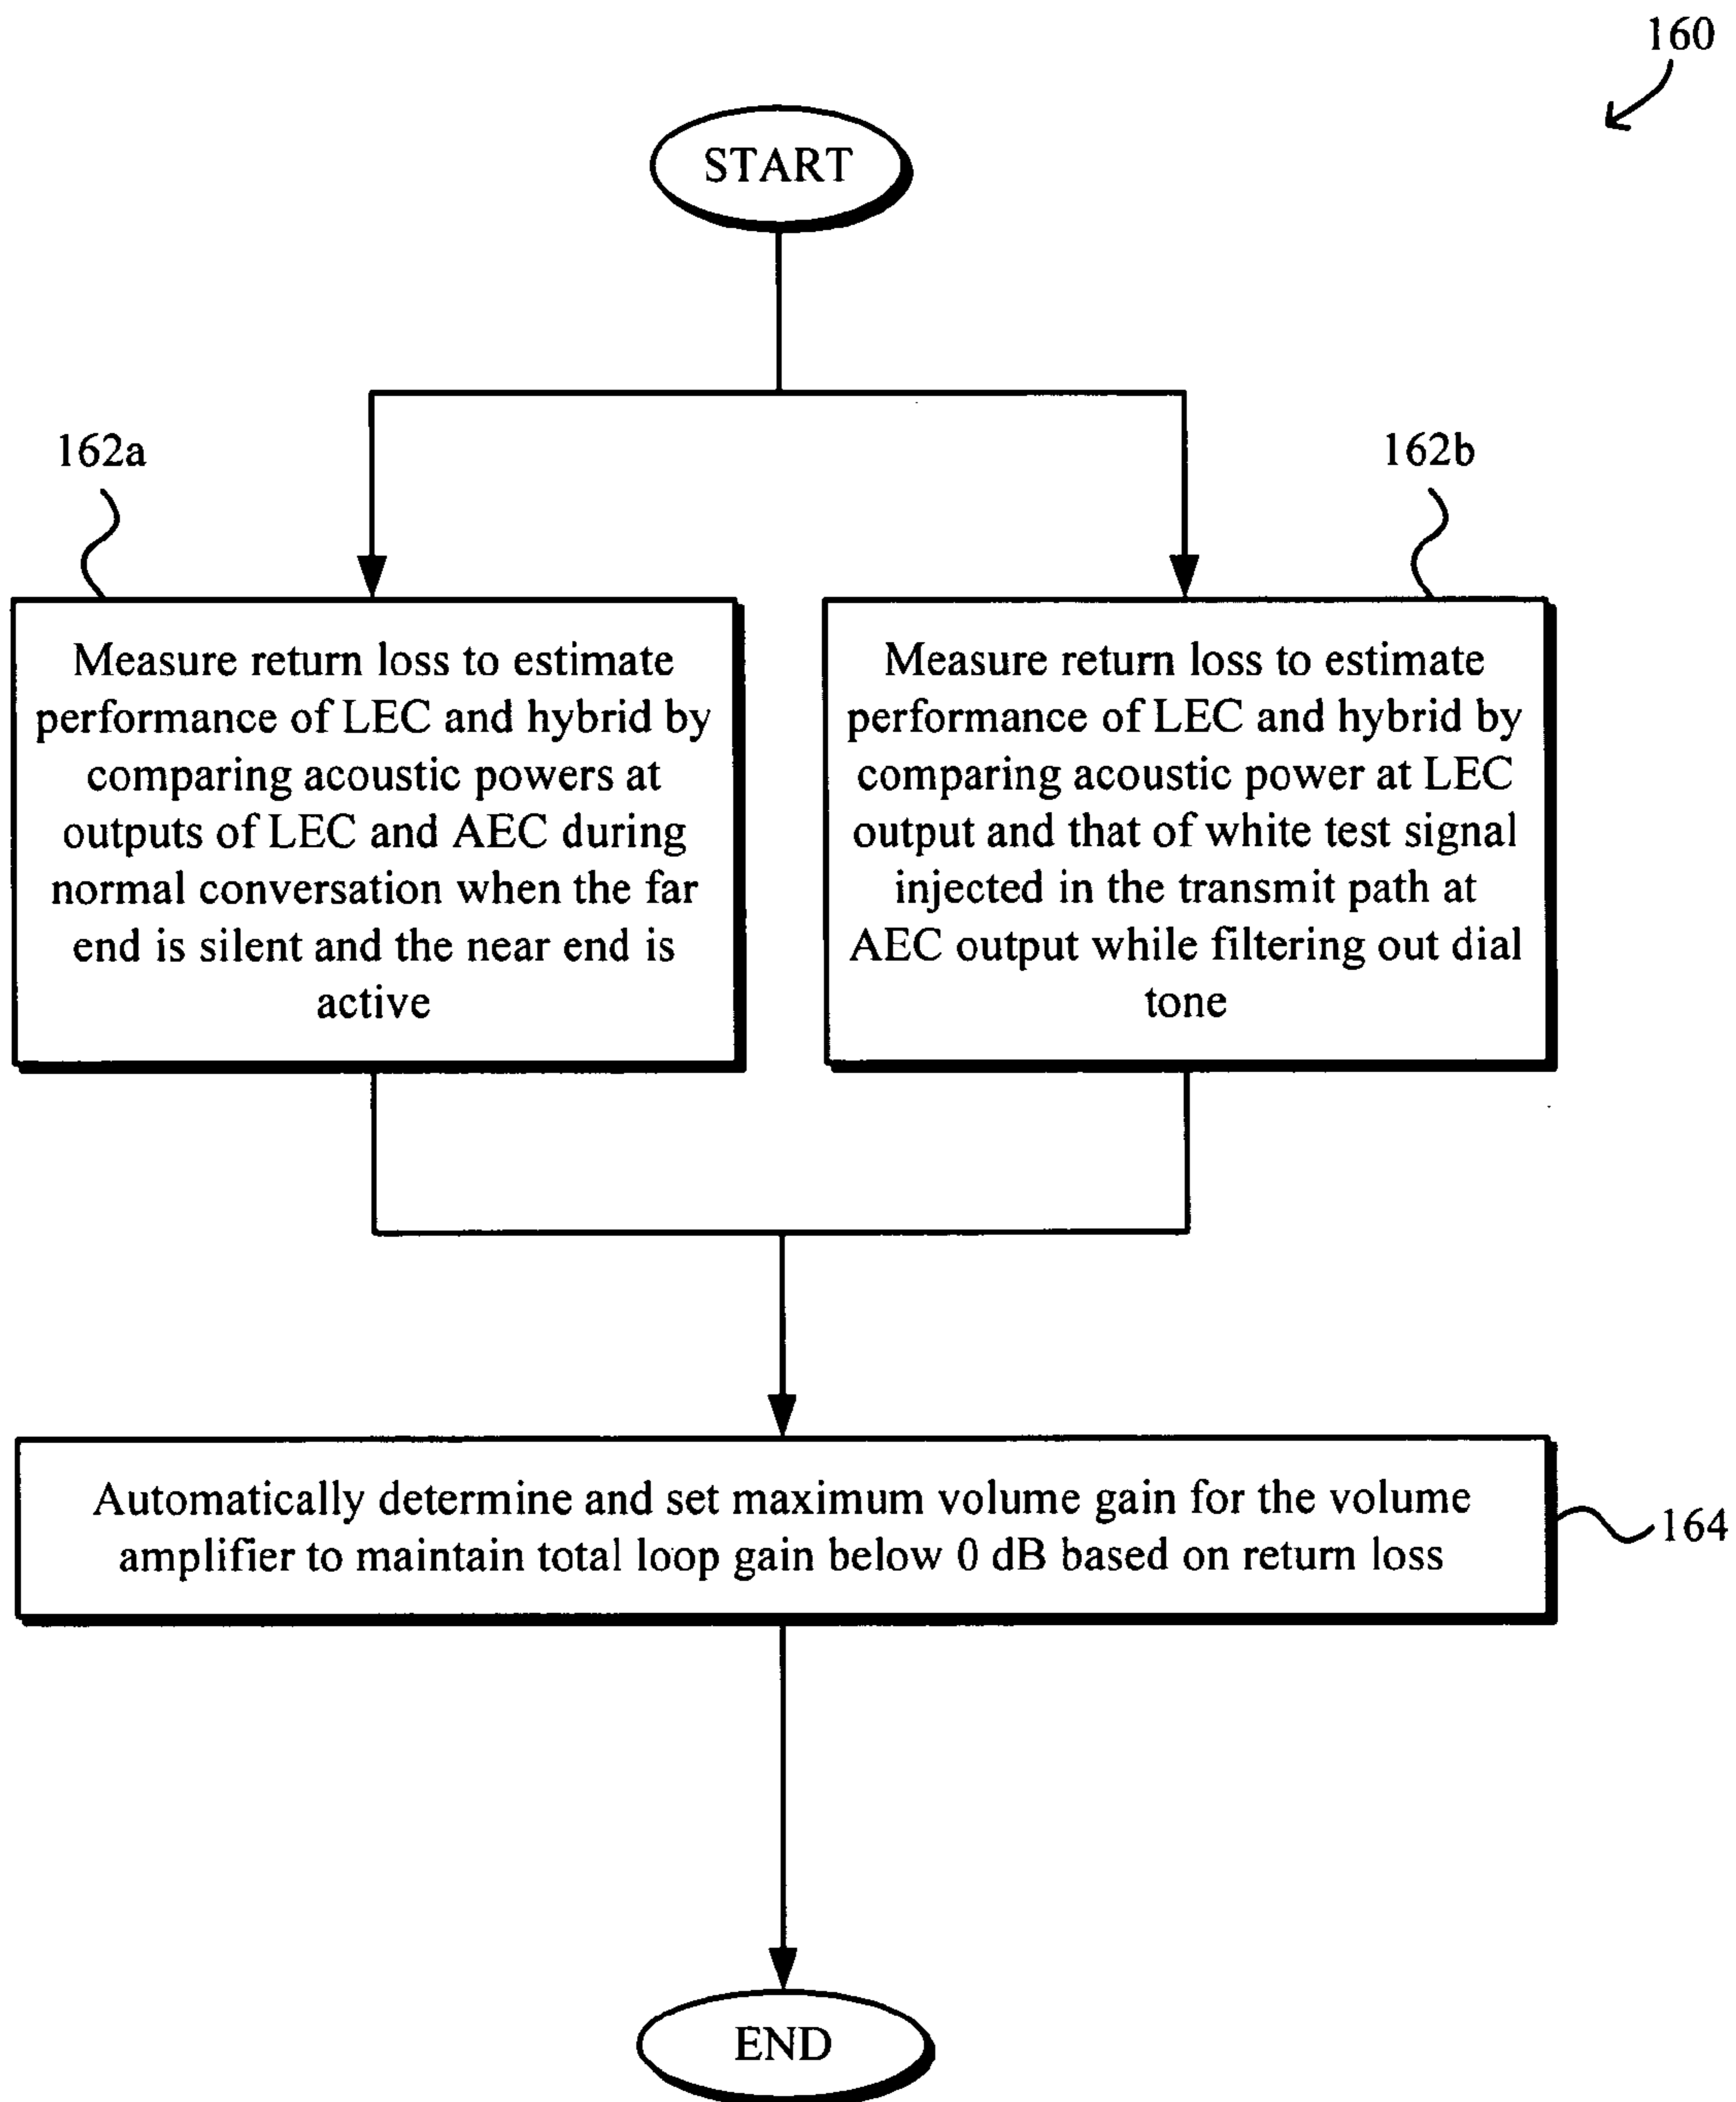 160
START
162a
162b
Measure return loss to estimate
performance of LEC and hybrid by
comparing acoustic powers at
outputs of LEC and AEC during
normal conversation when the far
end is silent and the near end is
active
Measure return loss to estimate
performance of LEC and hybrid by
comparing acoustic power at LEC
output and that of white test signal
injected in the transmit path at
AEC output while filtering out dial
tone
Automatically determine and set maximum volume gain for the volume
amplifier to maintain total loop gain below 0 dB based on return loss
164
END